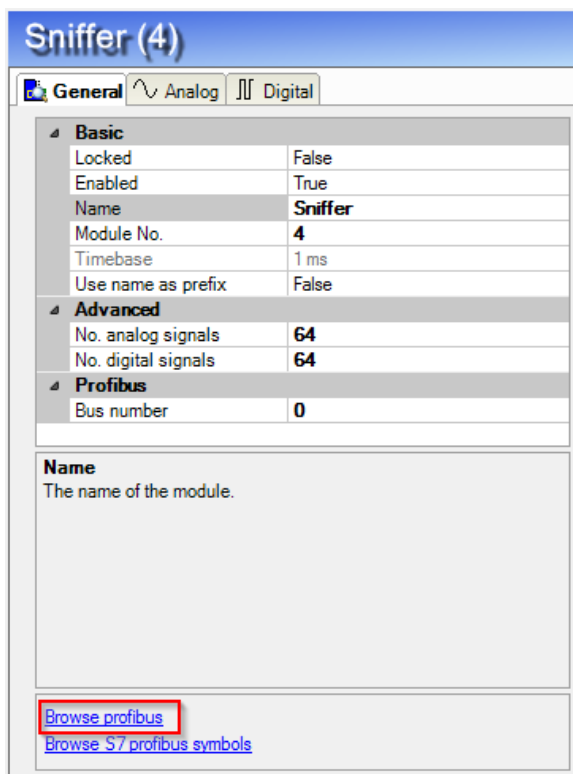 Sniffer (4)
General Analog Digital
Basic
Locked False
Enabled True
Name Sniffer
Module No. 4
Timebase 1 ms
Use name as prefix False
Advanced
No. analog signals 64
No. digital signals 64
Profibus
Bus number 0
Name
The name of the module.
Browse profibus
Browse S7 profibus symbols